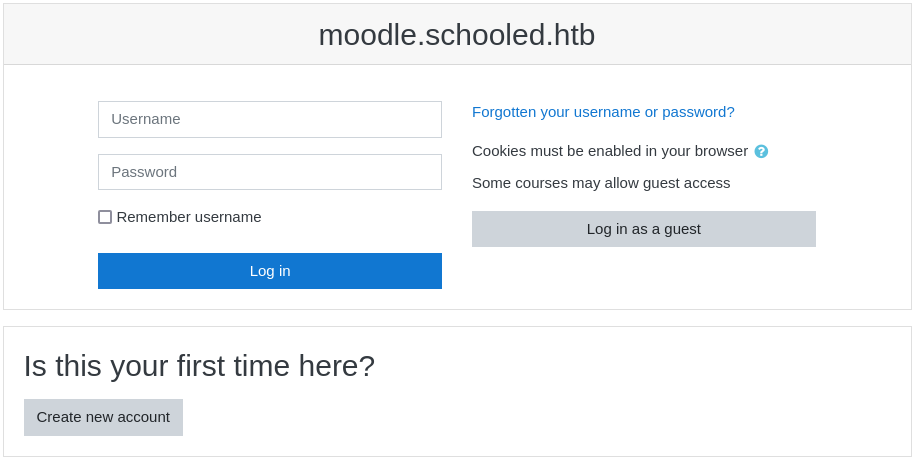 moodle.schooled.htb
Username
Password
Remember username
Log in
Forgotten your username or password?
Cookies must be enabled in your browser ?
Some courses may allow guest access
Log in as a guest
Is this your first time here?
Create new account